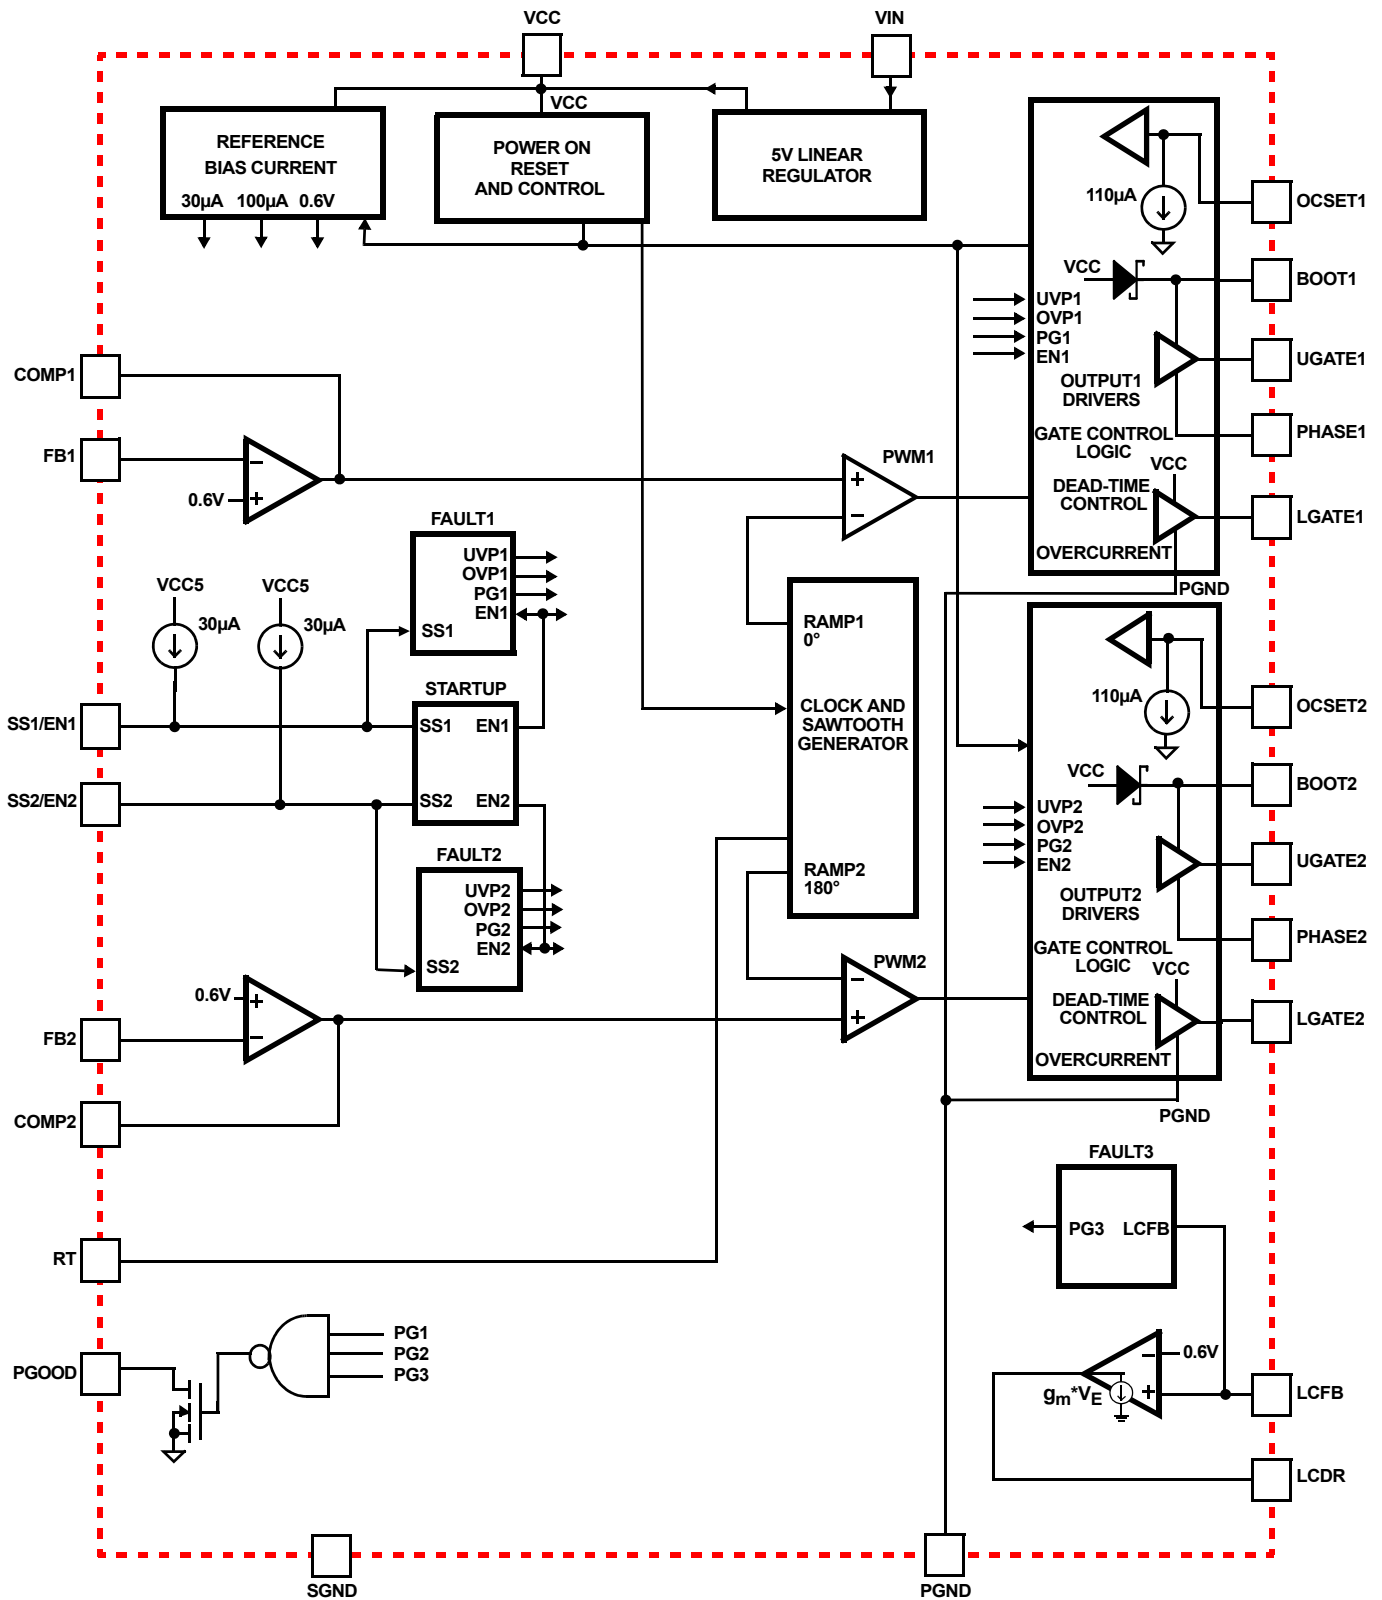 VCC
VIN
VCC
REFERENCE
BIAS CURRENT
30µA 100µA 0.6V
POWER ON
RESET
AND CONTROL
5V LINEAR
REGULATOR
110µA
OCSET1
VCC
BOOT1
UVP1
OVP1
PG1
EN1
UGATE1
OUTPUT1
DRIVERS
PHASE1
GATE CONTROL
LOGIC
VCC
DEAD-TIME
CONTROL
LGATE1
OVERCURRENT
PGND
COMP1
FB1
−
+
0.6V
PWM1
+
−
FAULT1
UVP1
OVP1
PG1
EN1
SS1
VCC5
30µA
VCC5
30µA
STARTUP
SS1 EN1
SS2 EN2
SS1/EN1
SS2/EN2
RAMP1
0°
CLOCK AND
SAWTOOTH
GENERATOR
RAMP2
180°
FAULT2
UVP2
OVP2
PG2
EN2
SS2
110µA
OCSET2
VCC
BOOT2
UVP2
OVP2
PG2
EN2
UGATE2
OUTPUT2
DRIVERS
PHASE2
GATE CONTROL
LOGIC
VCC
DEAD-TIME
CONTROL
LGATE2
OVERCURRENT
PGND
0.6V
+
−
FB2
COMP2
PWM2
−
+
FAULT3
PG3 LCFB
RT
PG1
PG2
PG3
PGOOD
−
0.6V
+
gm*VE
LCFB
LCDR
SGND
PGND